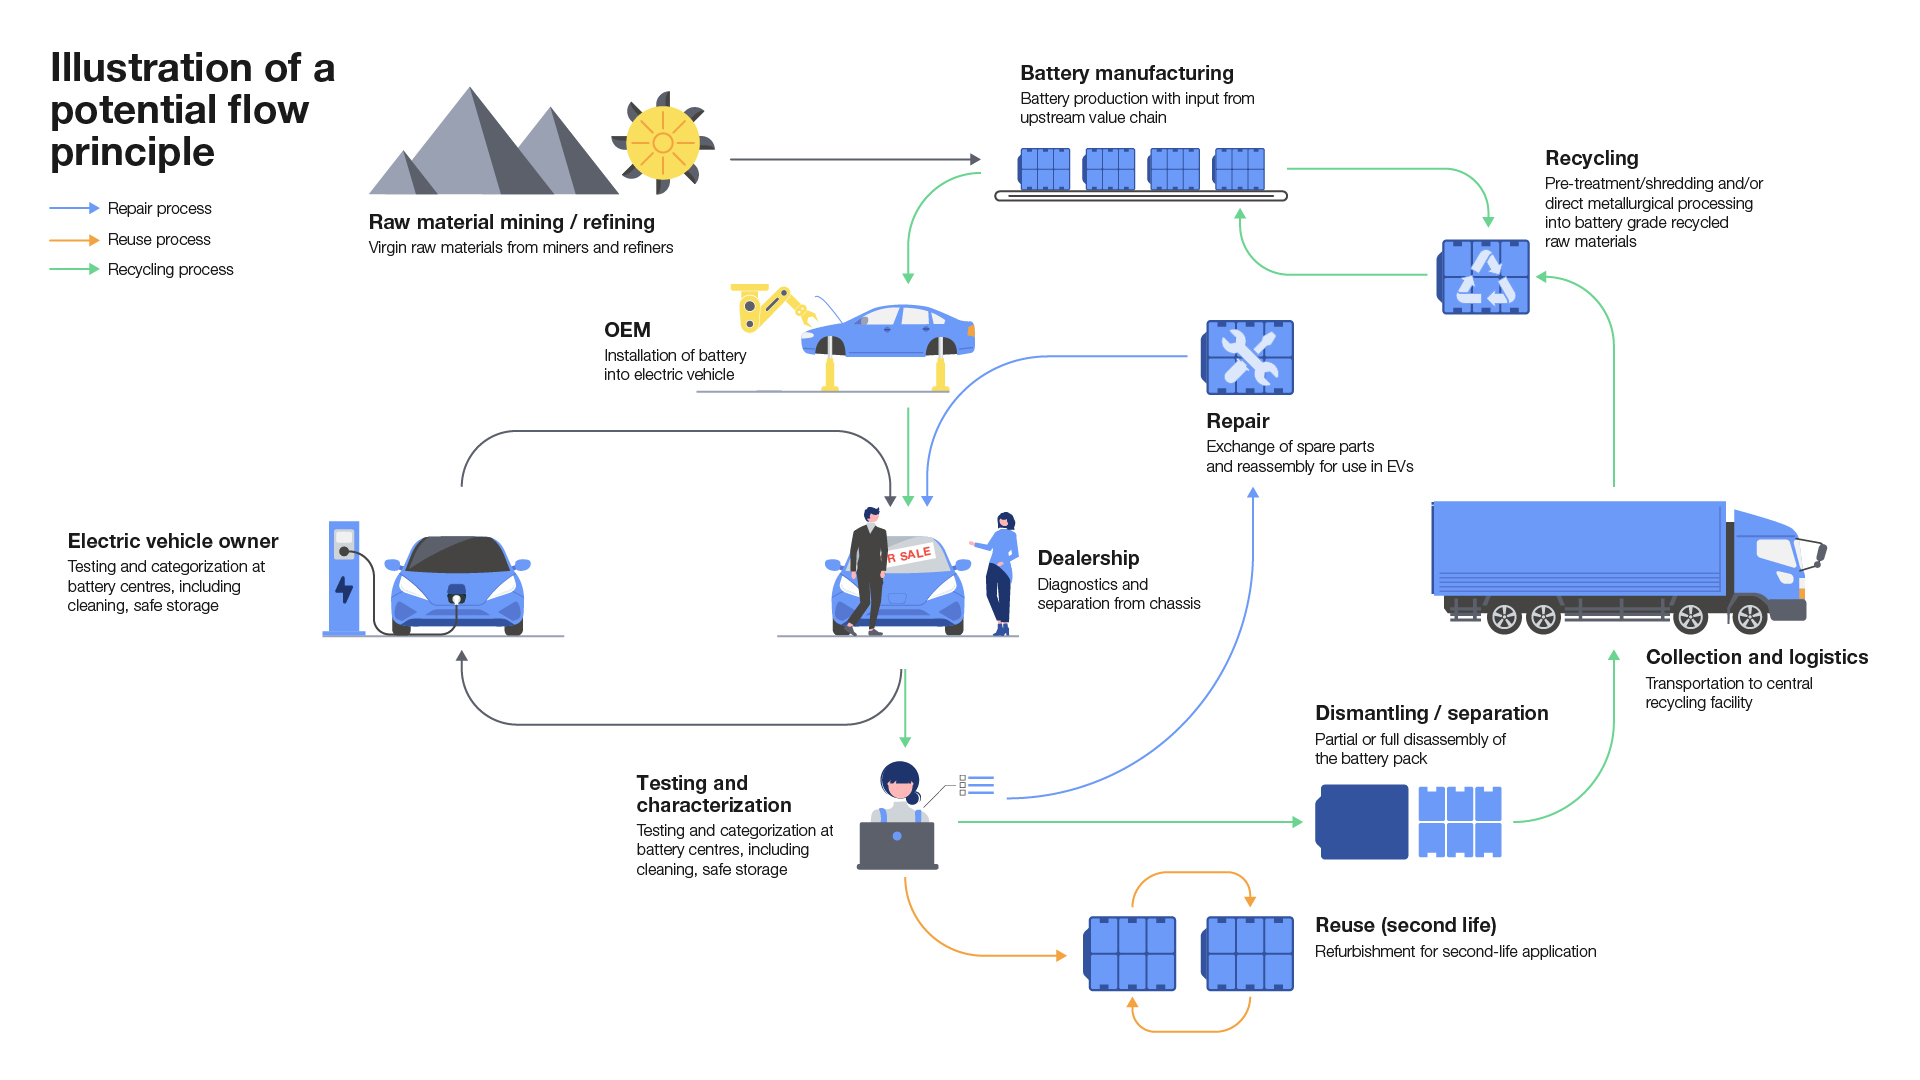 Illustration of a
potential flow
principle
Repair process
Reuse process
Recycling process
Raw material mining / refining
Virgin raw materials from miners and refiners
Battery manufacturing
Battery production with input from
upstream value chain
Recycling
Pre-treatment/shredding and/or
direct metallurgical processing
into battery grade recycled
raw materials
OEM
Installation of battery
into electric vehicle
Repair
Exchange of spare parts
and reassembly for use in EVs
Electric vehicle owner
Testing and categorization at
battery centres, including
cleaning, safe storage
R SALE
Dealership
Diagnostics and
separation from chassis
Collection and logistics
Transportation to central
recycling facility
Dismantling / separation
Partial or full disassembly of
the battery pack
Testing and
characterization
Testing and categorization at
battery centres, including
cleaning, safe storage
Reuse (second life)
Refurbishment for second-life application